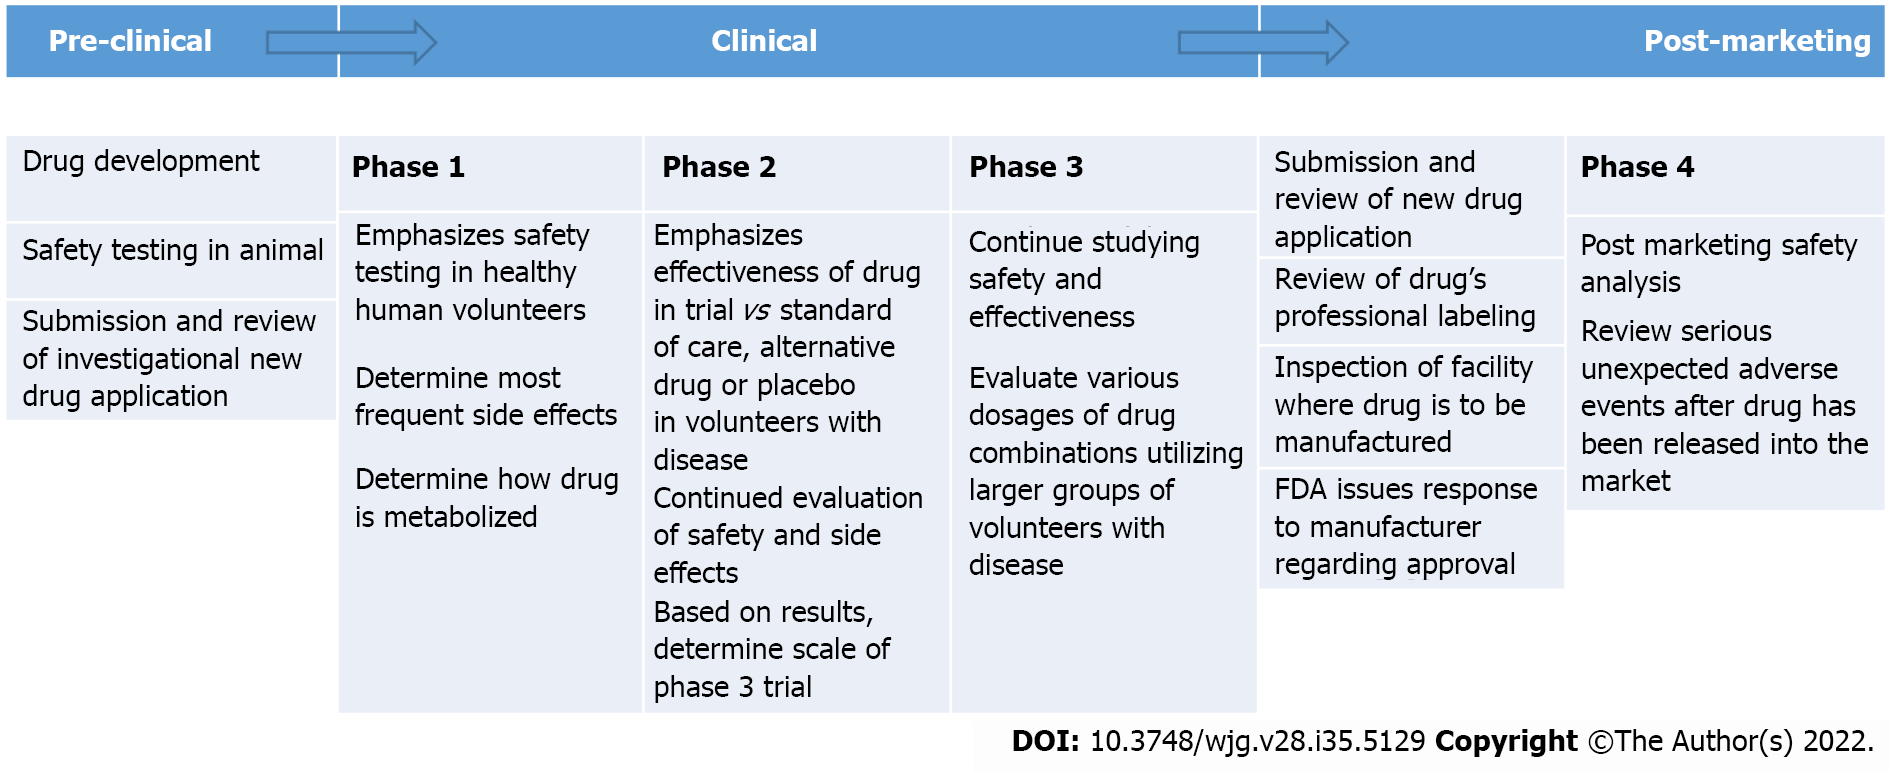 Pre-clinical
Clinical
Post-marketing
Drug development
Safety testing in animal
Submission and review
of investigational new
drug application
Phase 1
Emphasizes safety
testing in healthy
human volunteers
Determine most
frequent side effects
Determine how drug
is metabolized
Phase 2
Emphasizes
effectiveness of drug
in trial vs standard
of care, alternative
drug or placebo
in volunteers with
disease
Continued evaluation
of safety and side
effects
Based on results,
determine scale of
phase 3 trial
Phase 3
Continue studying
safety and
effectiveness
Evaluate various
dosages of drug
combinations utilizing
larger groups of
volunteers with
disease
Submission and
review of new drug
application
Review of drug’s
professional labeling
Inspection of facility
where drug is to be
manufactured
FDA issues response
to manufacturer
regarding approval
Phase 4
Post marketing safety
analysis
Review serious
unexpected adverse
events after drug has
been released into the
market
DOI: 10.3748/wjg.v28.i35.5129 Copyright ©The Author(s) 2022.